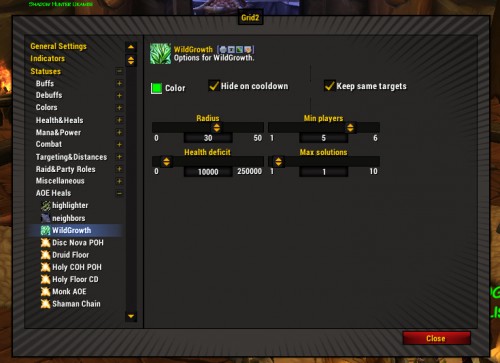 Shadow Hunter Ukambe
Grid2
General Settings
Indicators
Statuses
Buffs
Debuffs
Colors
Health&Heals
Mana&Power
Combat
Targeting&Distances
Raid&Party Roles
Miscellaneous
AOE Heals
highlighter
neighbors
WildGrowth
Disc Nova POH
Druid Floor
Holy COH POH
Holy Floor CD
Monk AOE
Shaman Chain
WildGrowth
Options for WildGrowth.
Color Hide on cooldown Keep same targets
Radius Min players
0 30 50 1 5 6
Health deficit Max solutions
0 10000 250000 1 1 10
Close